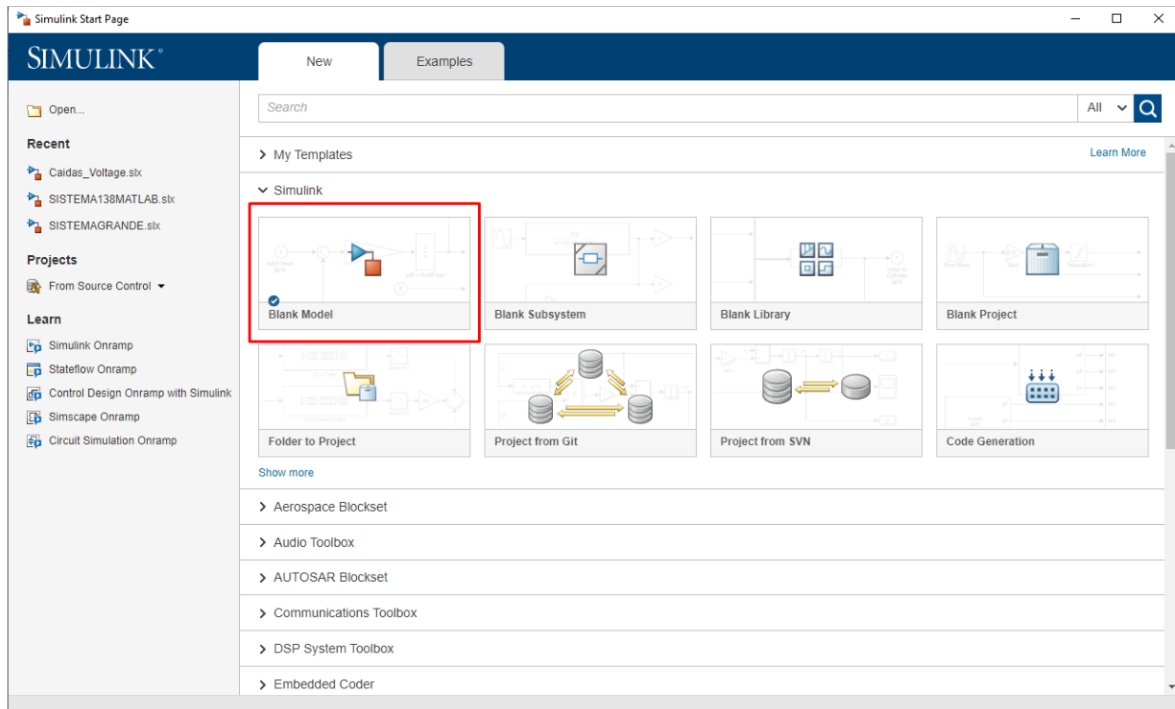 Simulink Start Page
SIMULINK®
New
Examples
Open...
Recent
Caidas_Voltage.slx
SISTEMA138MATLAB.slx
SISTEMAGRANDE.slx
Projects
From Source Control
Learn
Simulink Onramp
Stateflow Onramp
Control Design Onramp with Simulink
Simscape Onramp
Circuit Simulation Onramp
Search
All
My Templates
Learn More
Simulink
Blank Model
Blank Subsystem
Blank Library
Blank Project
Folder to Project
Project from Git
Project from SVN
Code Generation
Show more
Aerospace Blockset
Audio Toolbox
AUTOSAR Blockset
Communications Toolbox
DSP System Toolbox
Embedded Coder